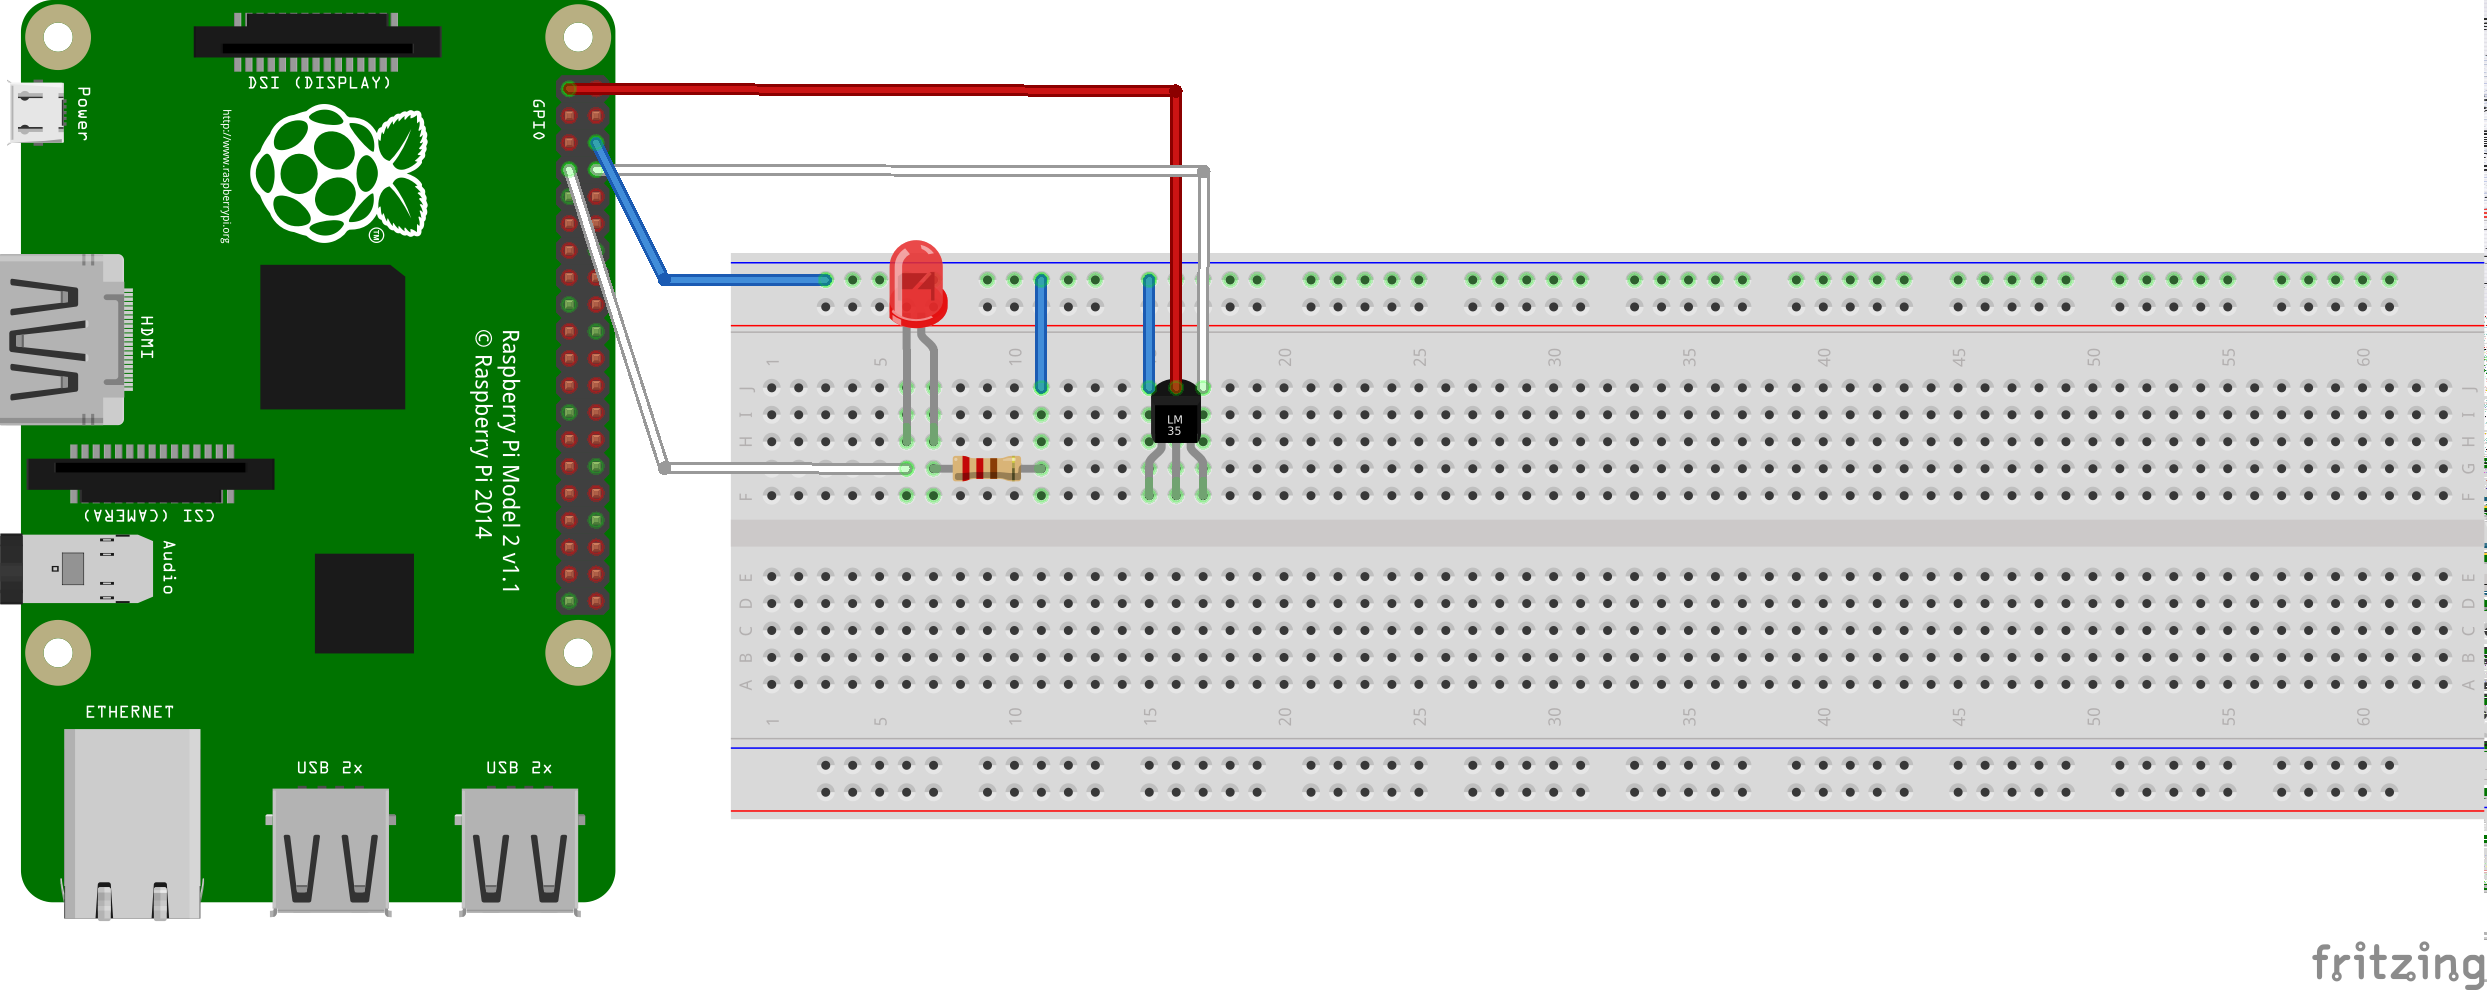 DSI (DISPLAY)
Power
GPIO
http://www.raspberrypi.org
TM
HDMI
Raspberry Pi Model 2 v1.1
© Raspberry Pi 2014
CSI (CAMERA)
Audio
ETHERNET
USB 2x
USB 2x
1 5 10 20 25 30 35 40 45 50 55 60
J J
I I
H H
G G
F F
LM
35
E E
D D
C C
B B
A A
1 5 10 15 20 25 30 35 40 45 50 55 60
fritzing